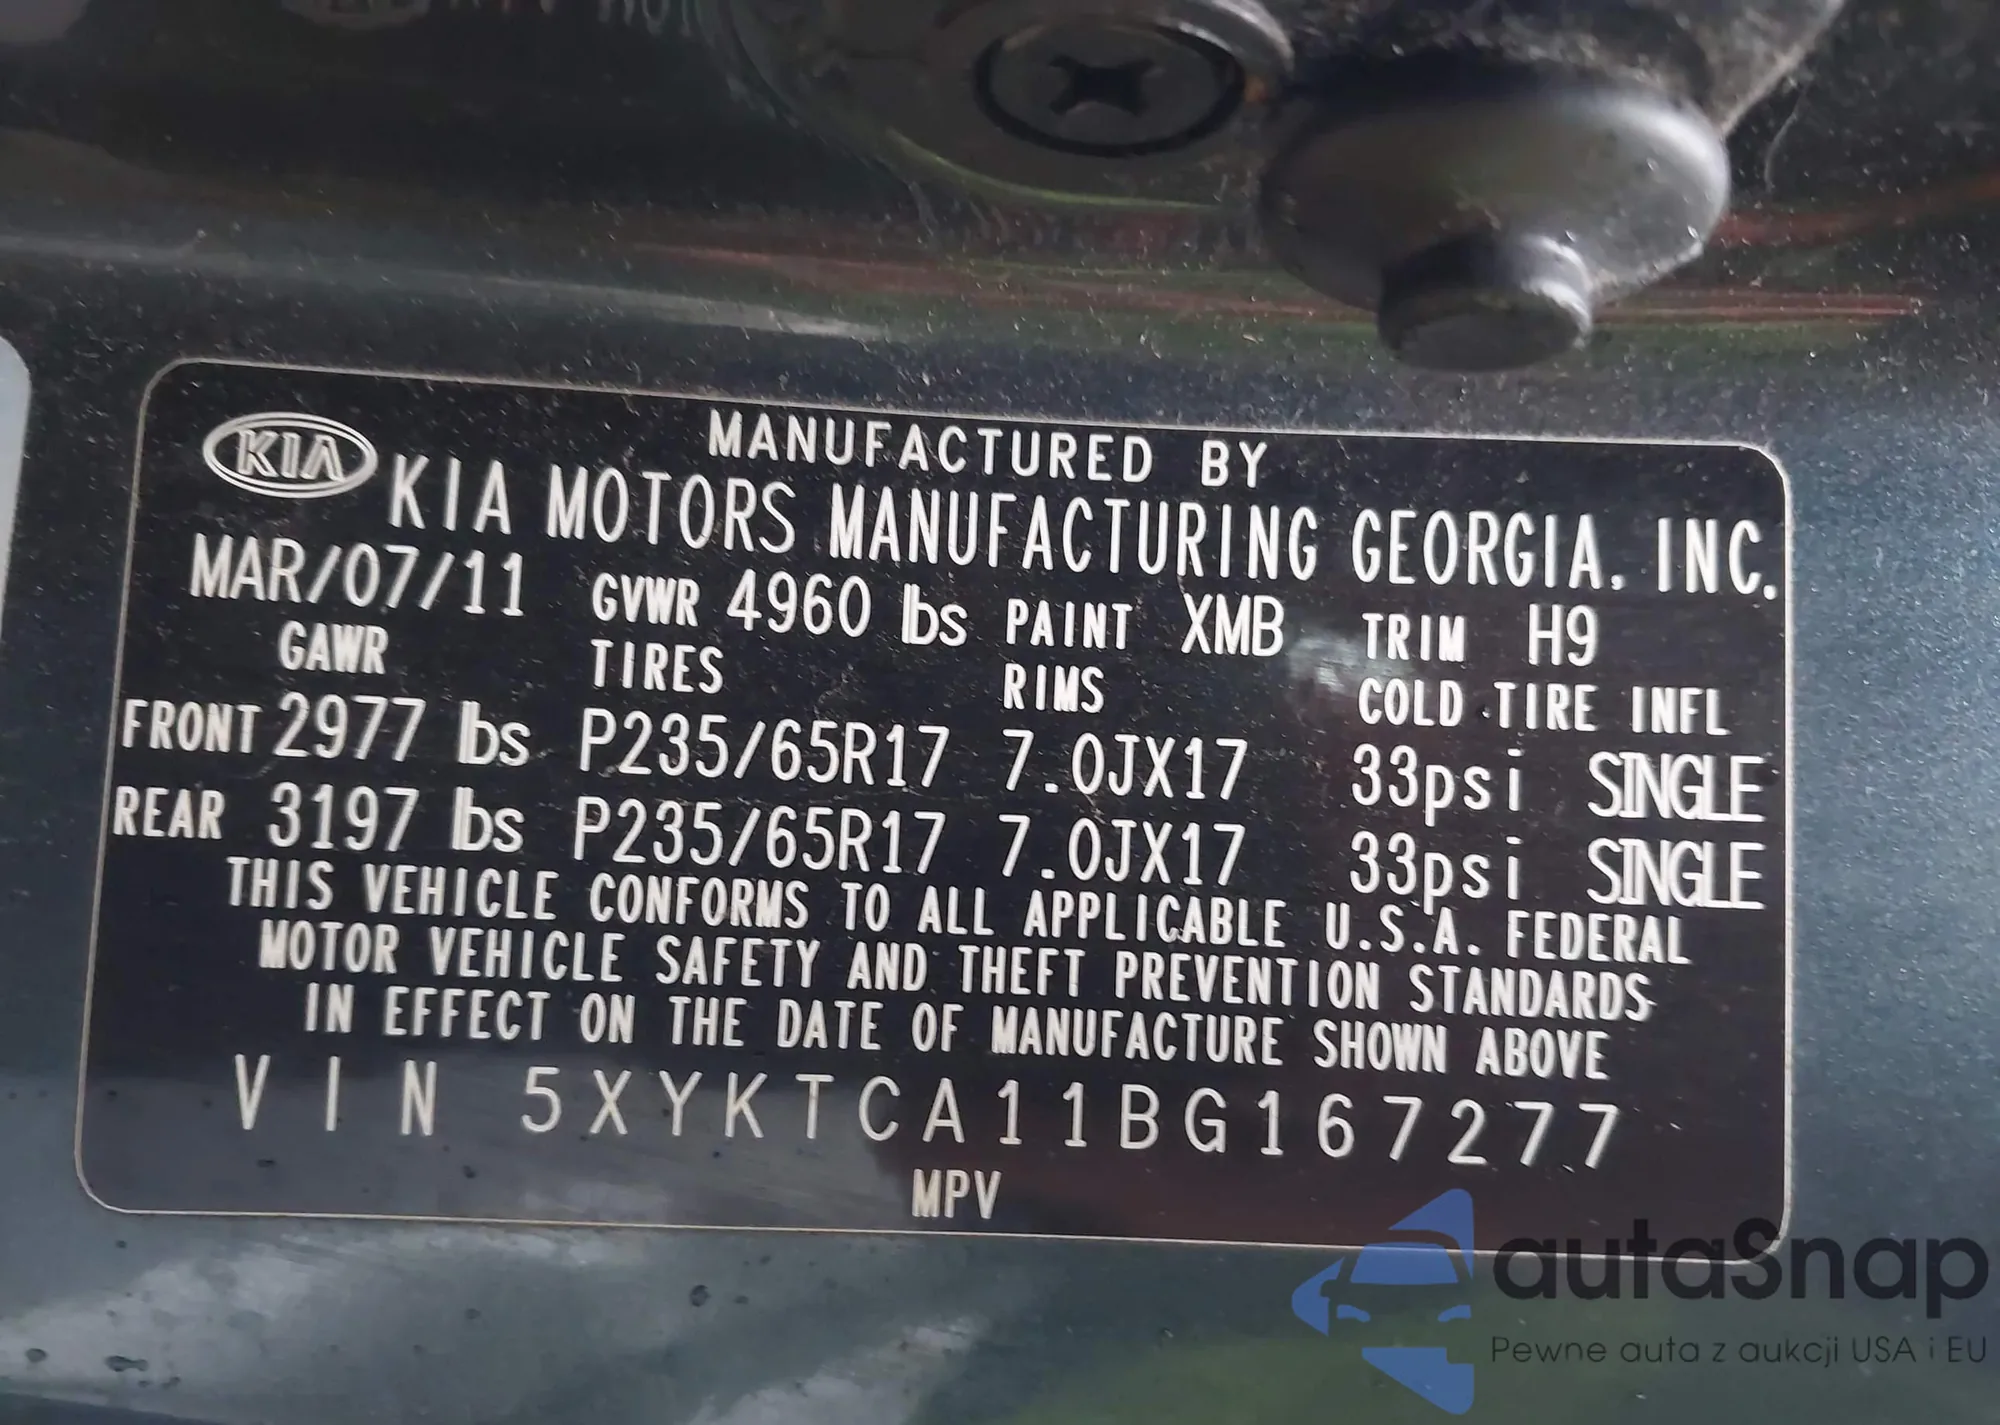 KIA
MANUFACTURED BY
KIA MOTORS MANUFACTURING GEORGIA. INC.
MAR/07/11 GVWR 4960 lbs PAINT XMB TRIM H9
GAWR TIRES RIMS COLD TIRE INFL
FRONT 2977 lbs P235/65R17 7.0JX17 33psi SINGLE
REAR 3197 lbs P235/65R17 7.0JX17 33psi SINGLE
THIS VEHICLE CONFORMS TO ALL APPLICABLE U.S.A. FEDERAL
MOTOR VEHICLE SAFETY AND THEFT PREVENTION STANDARDS
IN EFFECT ON THE DATE OF MANUFACTURE SHOWN ABOVE
VIN 5XYKTCA11BG167277
MPV
autaSnap
Pewne auta z aukcji USA i EU